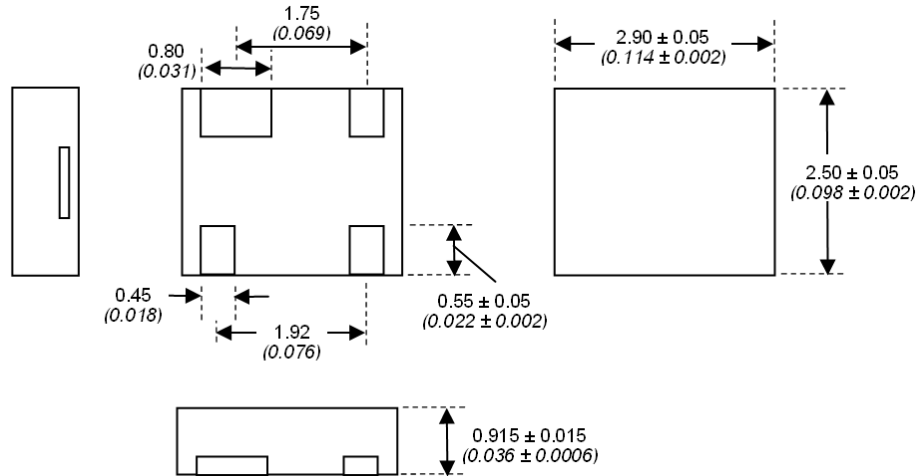 1.75
(0.069)
0.80
(0.031)
2.90 ± 0.05
(0.114 ± 0.002)
2.50 ± 0.05
(0.098 ± 0.002)
0.45
(0.018)
0.55 ± 0.05
(0.022 ± 0.002)
1.92
(0.076)
0.915 ± 0.015
(0.036 ± 0.0006)